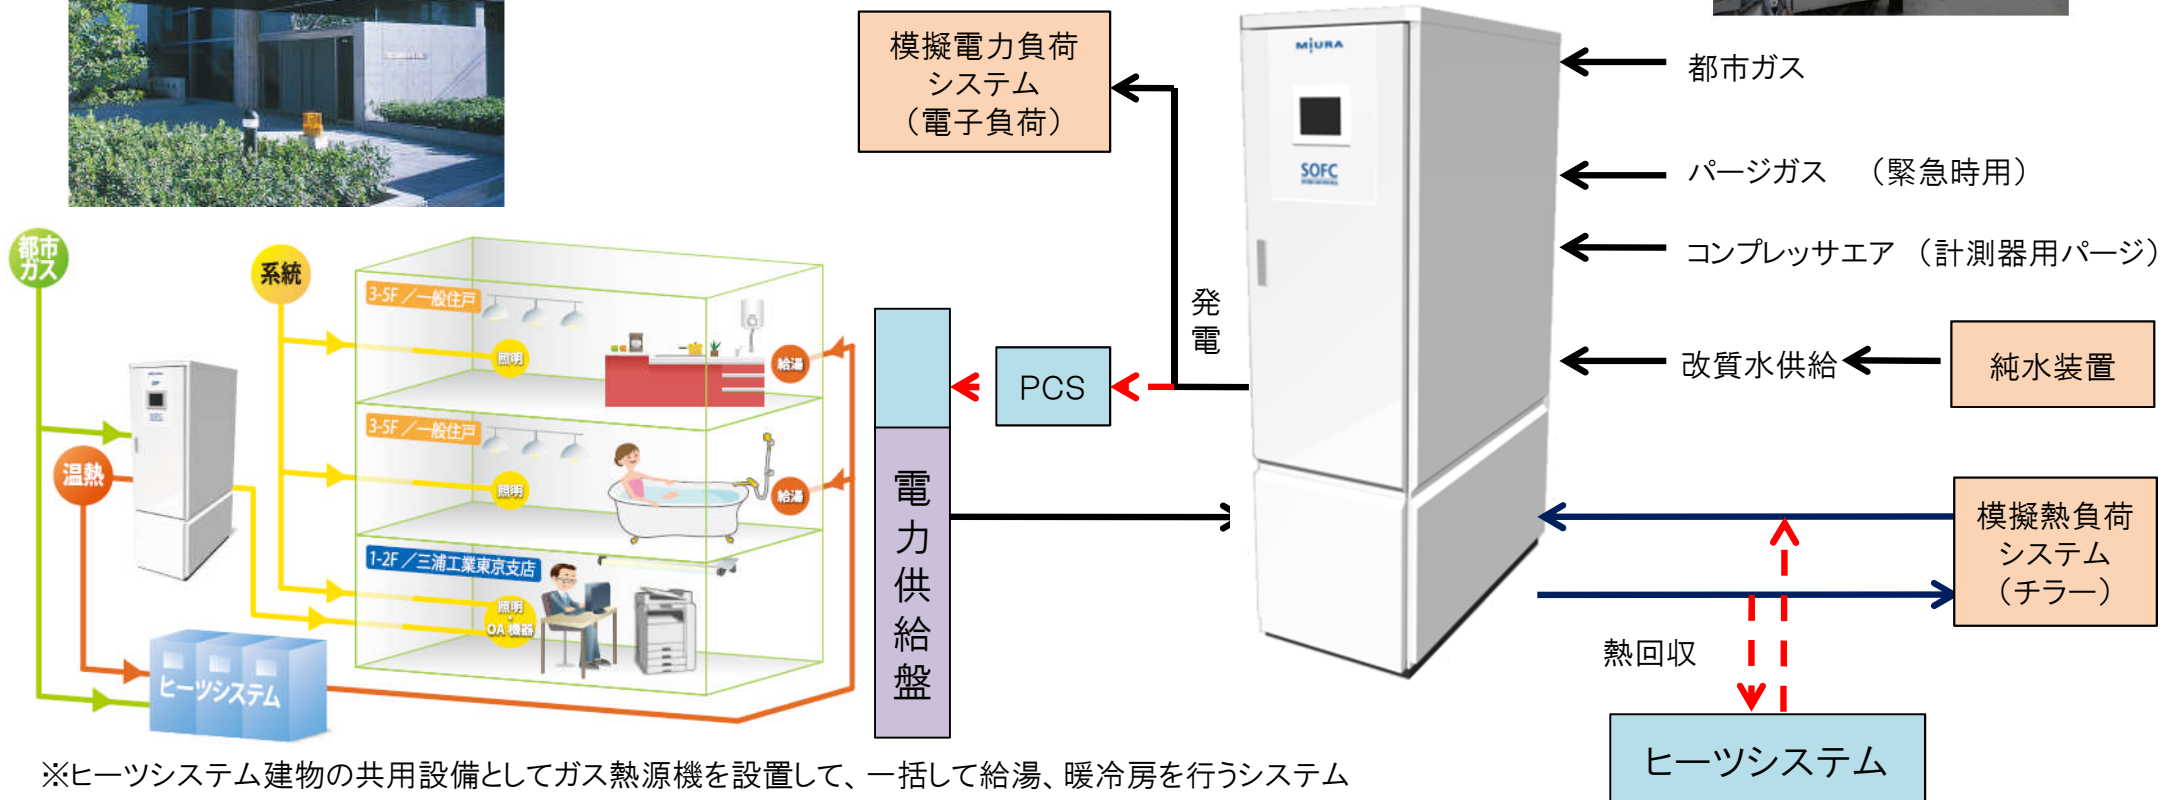 模擬電力負荷
システム
（電子負荷）
MIURA
SOFC
都市ガス
パージガス （緊急時用）
コンプレッサエア （計測器用パージ）
改質水供給
純水装置
発電
PCS
電力供給盤
模擬熱負荷
システム
（チラー）
熱回収
ヒーツシステム
都市
ガス
系統
3-5F／一般住戸
照明
給湯
MIURA
温熱
3-5F／一般住戸
照明
給湯
1-2F／三浦工業東京支店
照明
・
OA 機器
ヒーツシステム
※ヒーツシステム建物の共用設備としてガス熱源機を設置して、一括して給湯、暖冷房を行うシステム